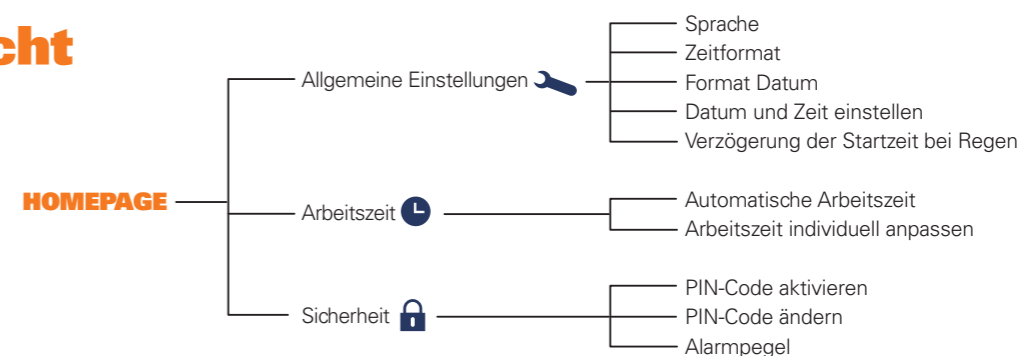 cht
HOMEPAGE
Allgemeine Einstellungen
Sprache
Zeitformat
Format Datum
Datum und Zeit einstellen
Verzögerung der Startzeit bei Regen
Arbeitszeit
Automatische Arbeitszeit
Arbeitszeit individuell anpassen
Sicherheit
PIN-Code aktivieren
PIN-Code ändern
Alarmpegel